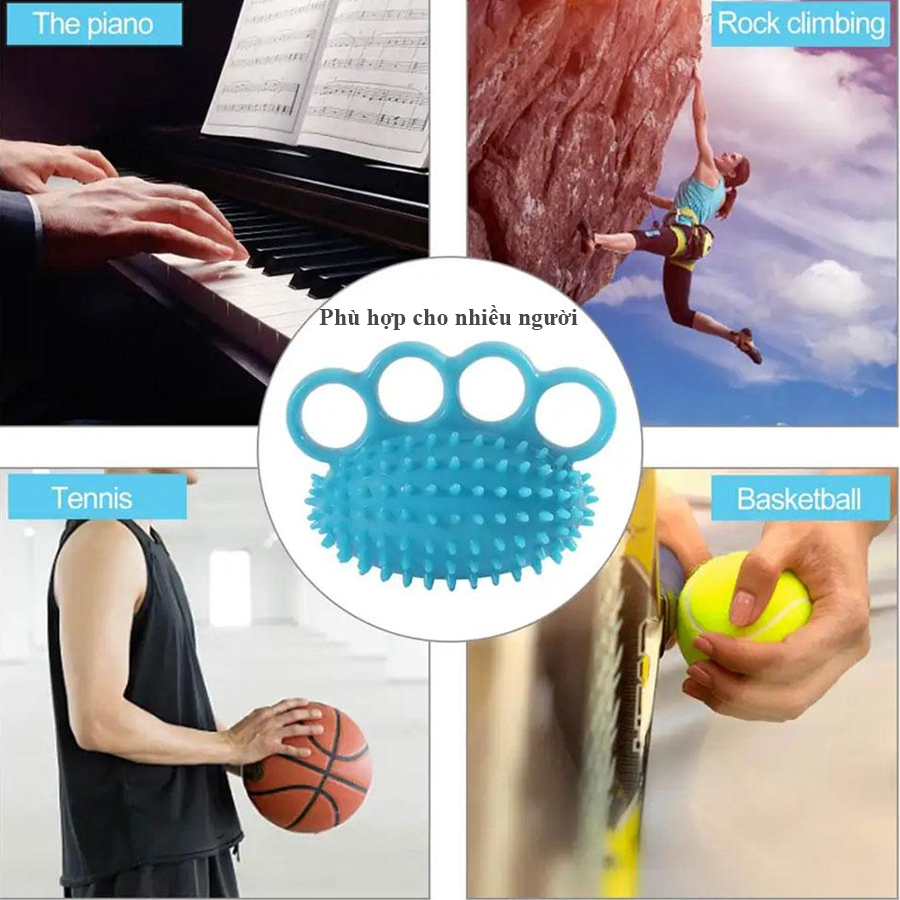 The piano
Rock climbing
Phù hợp cho nhiều người
Tennis
Basketball